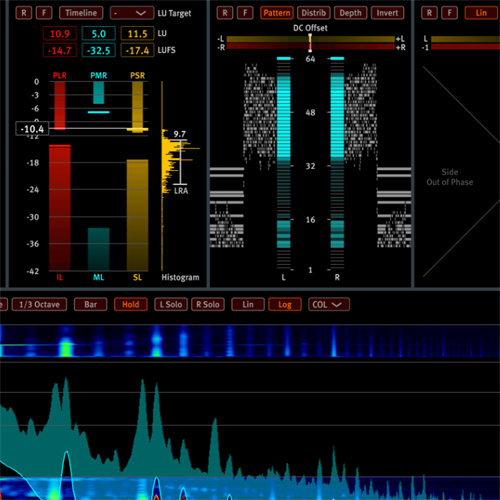 R F Timeline - LU Target
10.9 5.0 11.5 LU
-14.7 -32.5 -17.4 LUFS
PLR PMR PSR
0
-3
-6
-10.4
-12
-18
-24
-30
-36
-42
IL ML SL
9.7
LRA
Histogram
R F Pattern Distrib Depth Invert
DC Offset
-L +L
-R +R
64
48
32
16
1
L R
R F Lin
-L
-1
Side
Out of Phase
1/3 Octave Bar Hold L Solo R Solo Lin Log COL